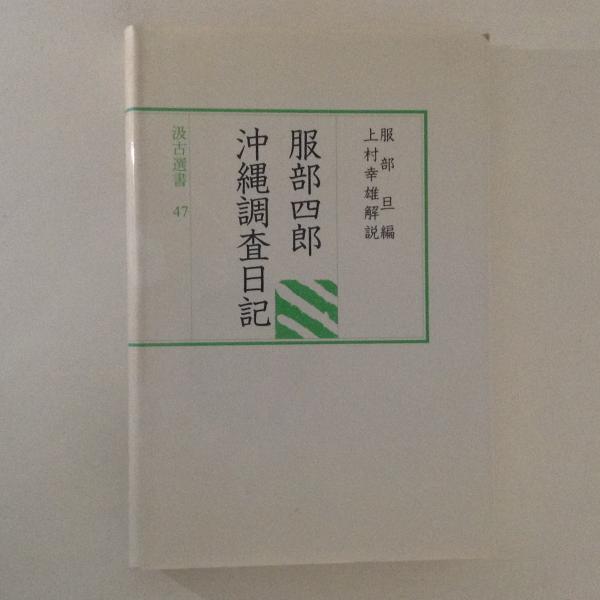 服部旦編
上村幸雄解説
服部四郎
沖縄調査日記
汲古選書 47